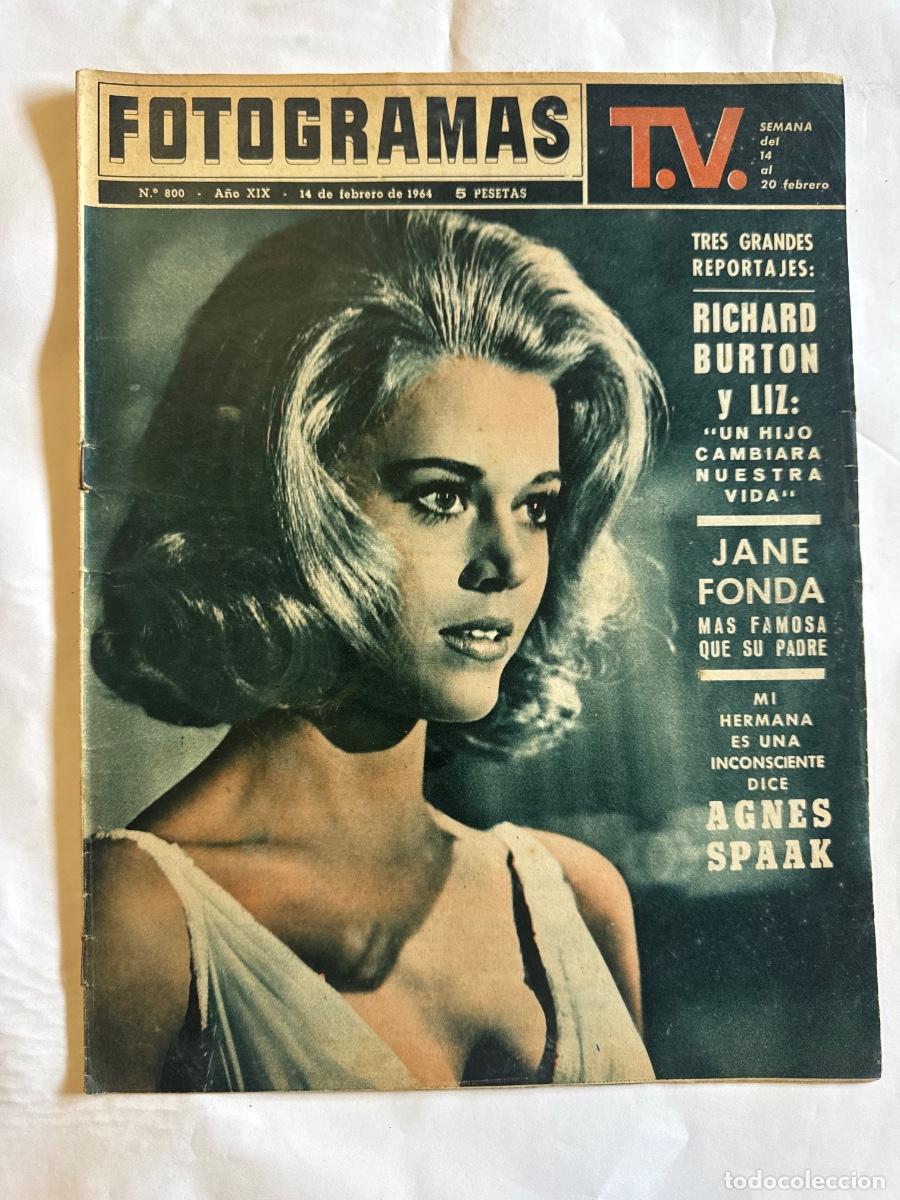 FOTOGRAMAS
N.º 800 - Año XIX - 14 de febrero de 1964 5 PESETAS
T.V.
SEMANA
del
14
al
20 febrero
TRES GRANDES
REPORTAJES:
RICHARD
BURTON
y LIZ:
"UN HIJO
CAMBIARA
NUESTRA
VIDA"
JANE
FONDA
MAS FAMOSA
QUE SU PADRE
MI
HERMANA
ES UNA
INCONSCIENTE
DICE
AGNES
SPAAK
todocoleccion